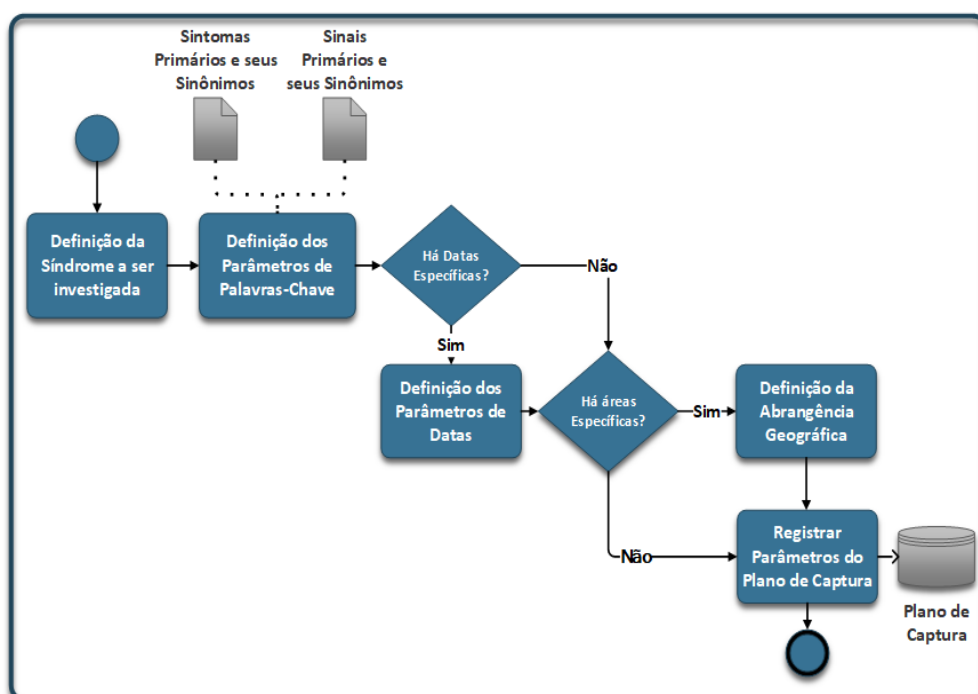 Sintomas
Primários e seus
Sinônimos
Sinais
Primários e
seus Sinônimos
Definição da
Síndrome a ser
investigada
Definição dos
Parâmetros de
Palavras-Chave
Há Datas
Específicas?
Não
Sim
Definição dos
Parâmetros de
Datas
Há áreas
Específicas?
Sim
Definição da
Abrangência
Geográfica
Não
Registrar
Parâmetros do
Plano de Captura
Plano de
Captura